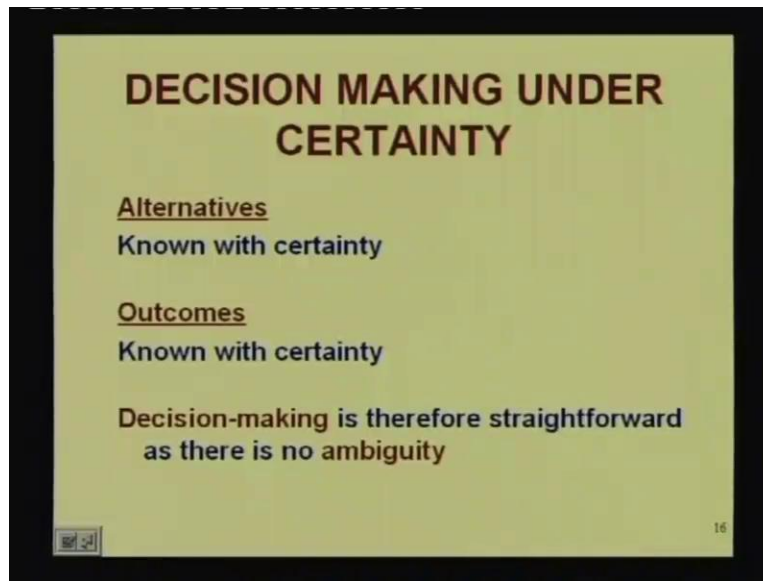 DECISION MAKING UNDER
CERTAINTY
Alternatives
Known with certainty
Outcomes
Known with certainty
Decision-making is therefore straightforward
as there is no ambiguity
16